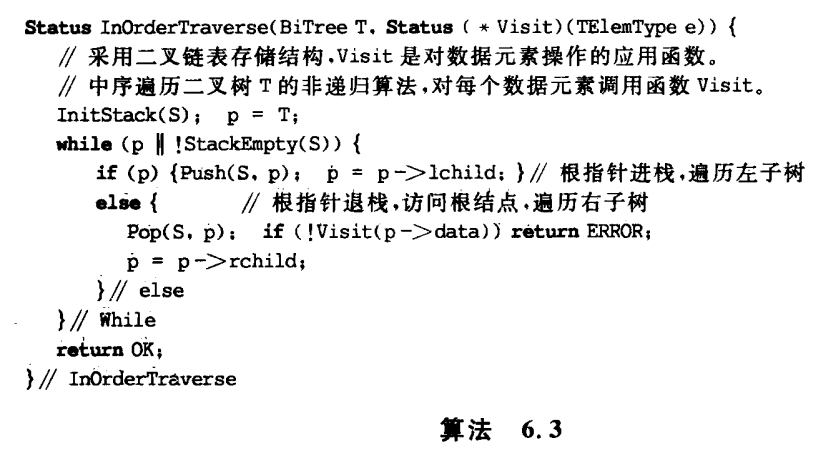 Status InOrderTraverse(BiTree T, Status ( * Visit)(TElemType e)) {
// 采用二叉链表存储结构,Visit 是对数据元素操作的应用函数。
// 中序遍历二叉树 T 的非递归算法,对每个数据元素调用函数 Visit。
InitStack(S); p = T;
while (p || !StackEmpty(S)) {
if (p) {Push(S, p); p = p->lchild; } // 根指针进栈,遍历左子树
else { // 根指针退栈,访问根结点,遍历右子树
Pop(S, p); if (!Visit(p->data)) return ERROR;
p = p->rchild;
} // else
} // While
return OK;
} // InOrderTraverse
算法 6.3